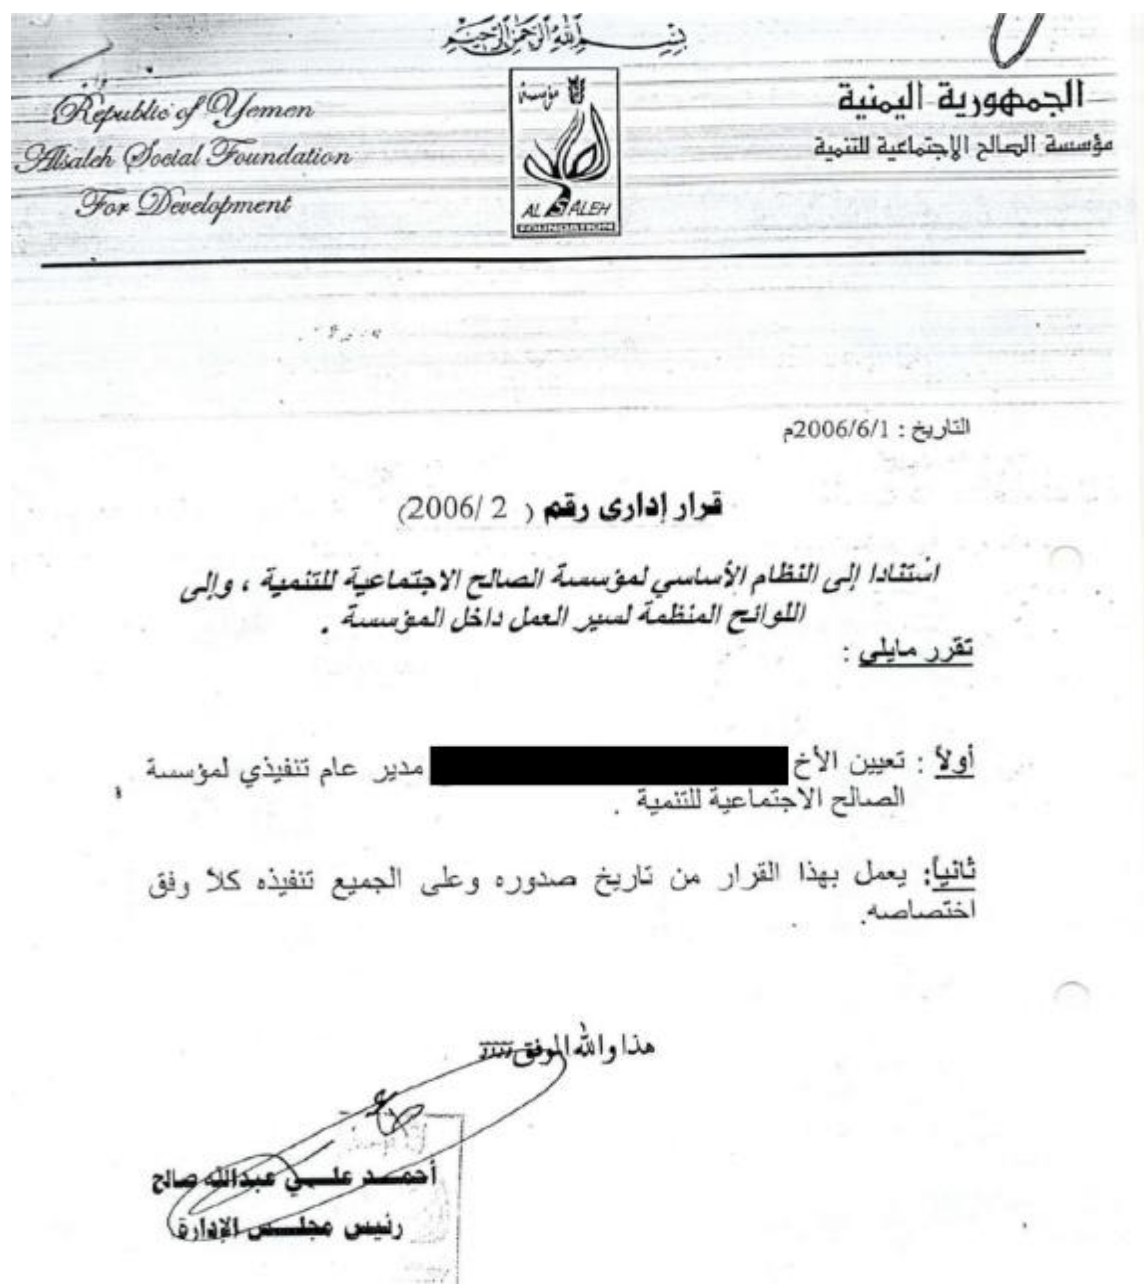 بسم الله الرحمن الرحيم
Republic of Yemen
Alsaleh Social Foundation
For Development
مؤسسة
AL SALEH
FOUNDATION
الجمهورية اليمنية
مؤسسة الصالح الإجتماعية للتنمية
التاريخ : 2006/6/1م
قرار إدارى رقم ( 2 /2006)
استنادا إلى النظام الأساسي لمؤسسة الصالح الاجتماعية للتنمية ، وإلى
اللوائح المنظمة لسير العمل داخل المؤسسة .
تقرر مايلي :
أولاً : تعيين الأخ مدير عام تنفيذي لمؤسسة
الصالح الاجتماعية للتنمية .
ثانياً: يعمل بهذا القرار من تاريخ صدوره وعلى الجميع تنفيذه كلاً وفق
اختصاصه.
هذا والله الموفق
أحمد علي عبدالله صالح
رئيس مجلس الإدارة